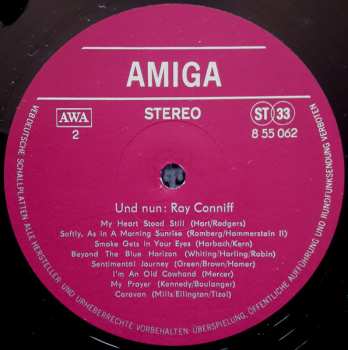 AMIGA
AWA
2
STEREO
ST 33
8 55 062
Und nun: Ray Conniff
My Heart Stood Still (Hart/Rodgers)
Softly, As in A Morning Sunrise (Romberg/Hammerstein II)
Smoke Gets in Your Eyes (Harbach/Kern)
Beyond The Blue Horizon (Whiting/Harling/Robin)
Sentimental Journey (Green/Brown/Homer)
I'm An Old Cowhand (Mercer)
My Prayer (Kennedy/Boulanger)
Caravan (Mills/Ellington/Tizol)
VEB DEUTSCHE SCHALLPLATTEN ALLE HERSTELLER- UND URHEBERRECHTE VORBEHALTEN · ÜBERSPIELUNG, ÖFFENTLICHE AUFFÜHRUNG UND RUNDFUNKSENDUNG VERBOTEN